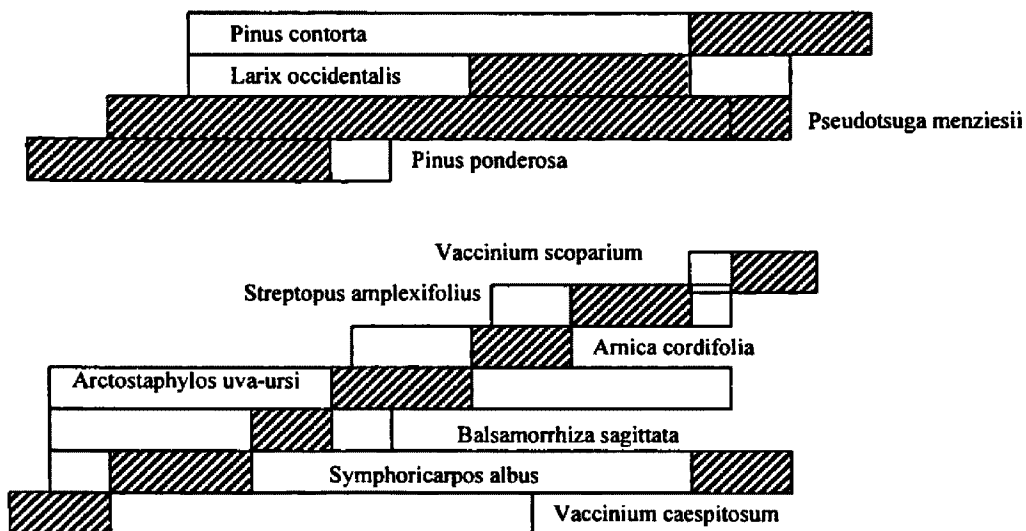 Pinus contorta
Larix occidentalis
Pseudotsuga menziesii
Pinus ponderosa
Vaccinium scoparium
Streptopus amplexifolius
Arnica cordifolia
Arctostaphylos uva-ursi
Balsamorrhiza sagittata
Symphoricarpos albus
Vaccinium caespitosum